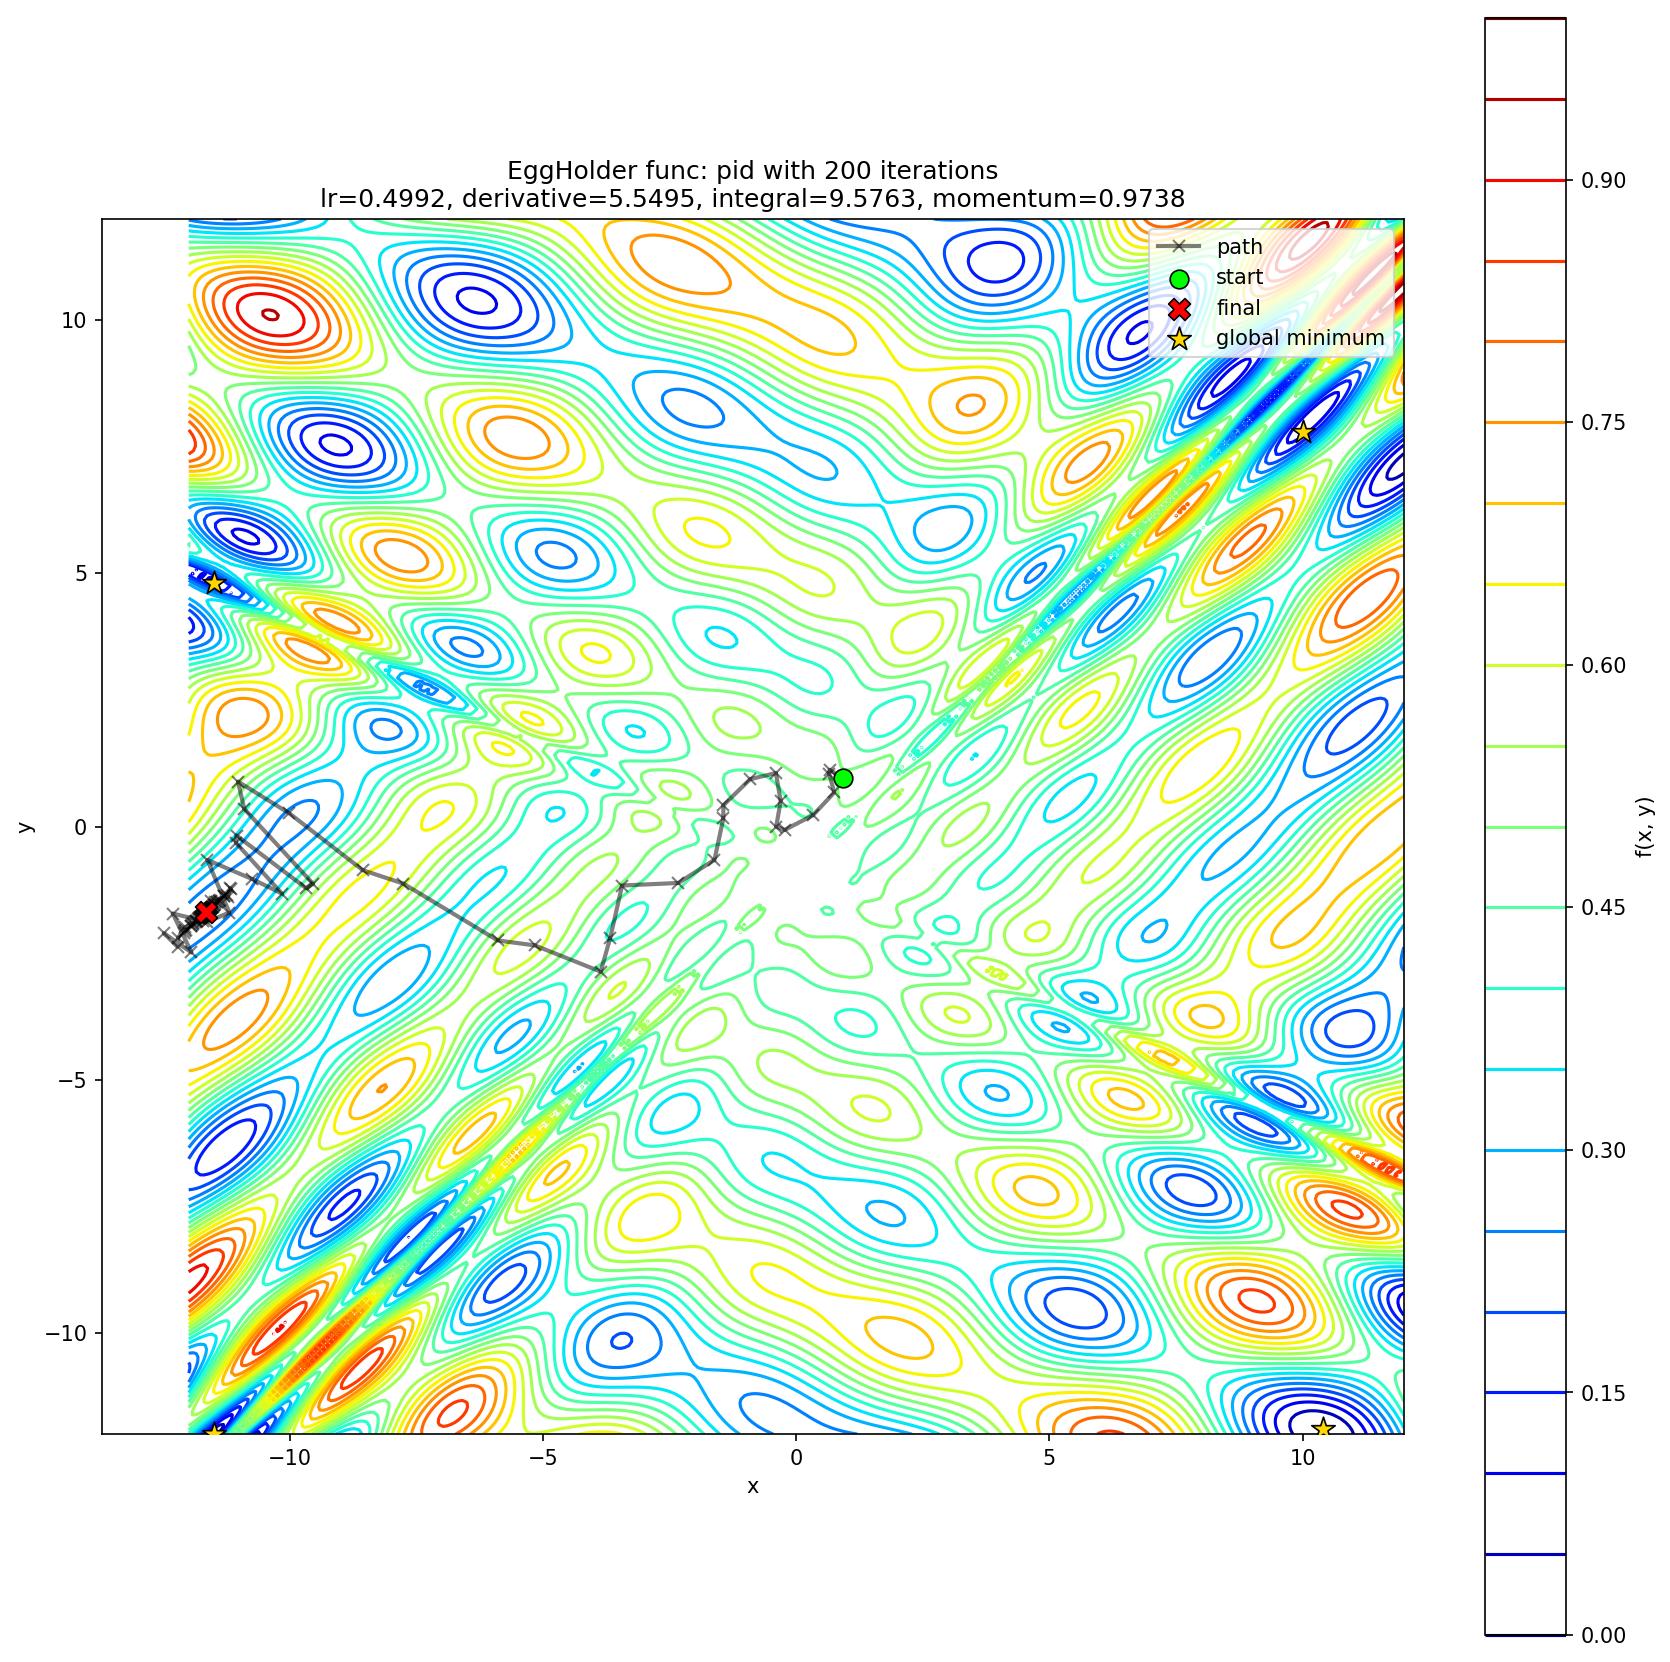 EggHolder func: pid with 200 iterations
lr=0.4992, derivative=5.5495, integral=9.5763, momentum=0.9738
path
start
final
global minimum
10
5
0
−5
−10
y
−10
−5
0
5
10
x
0.90
0.75
0.60
0.45
0.30
0.15
0.00
f(x, y)